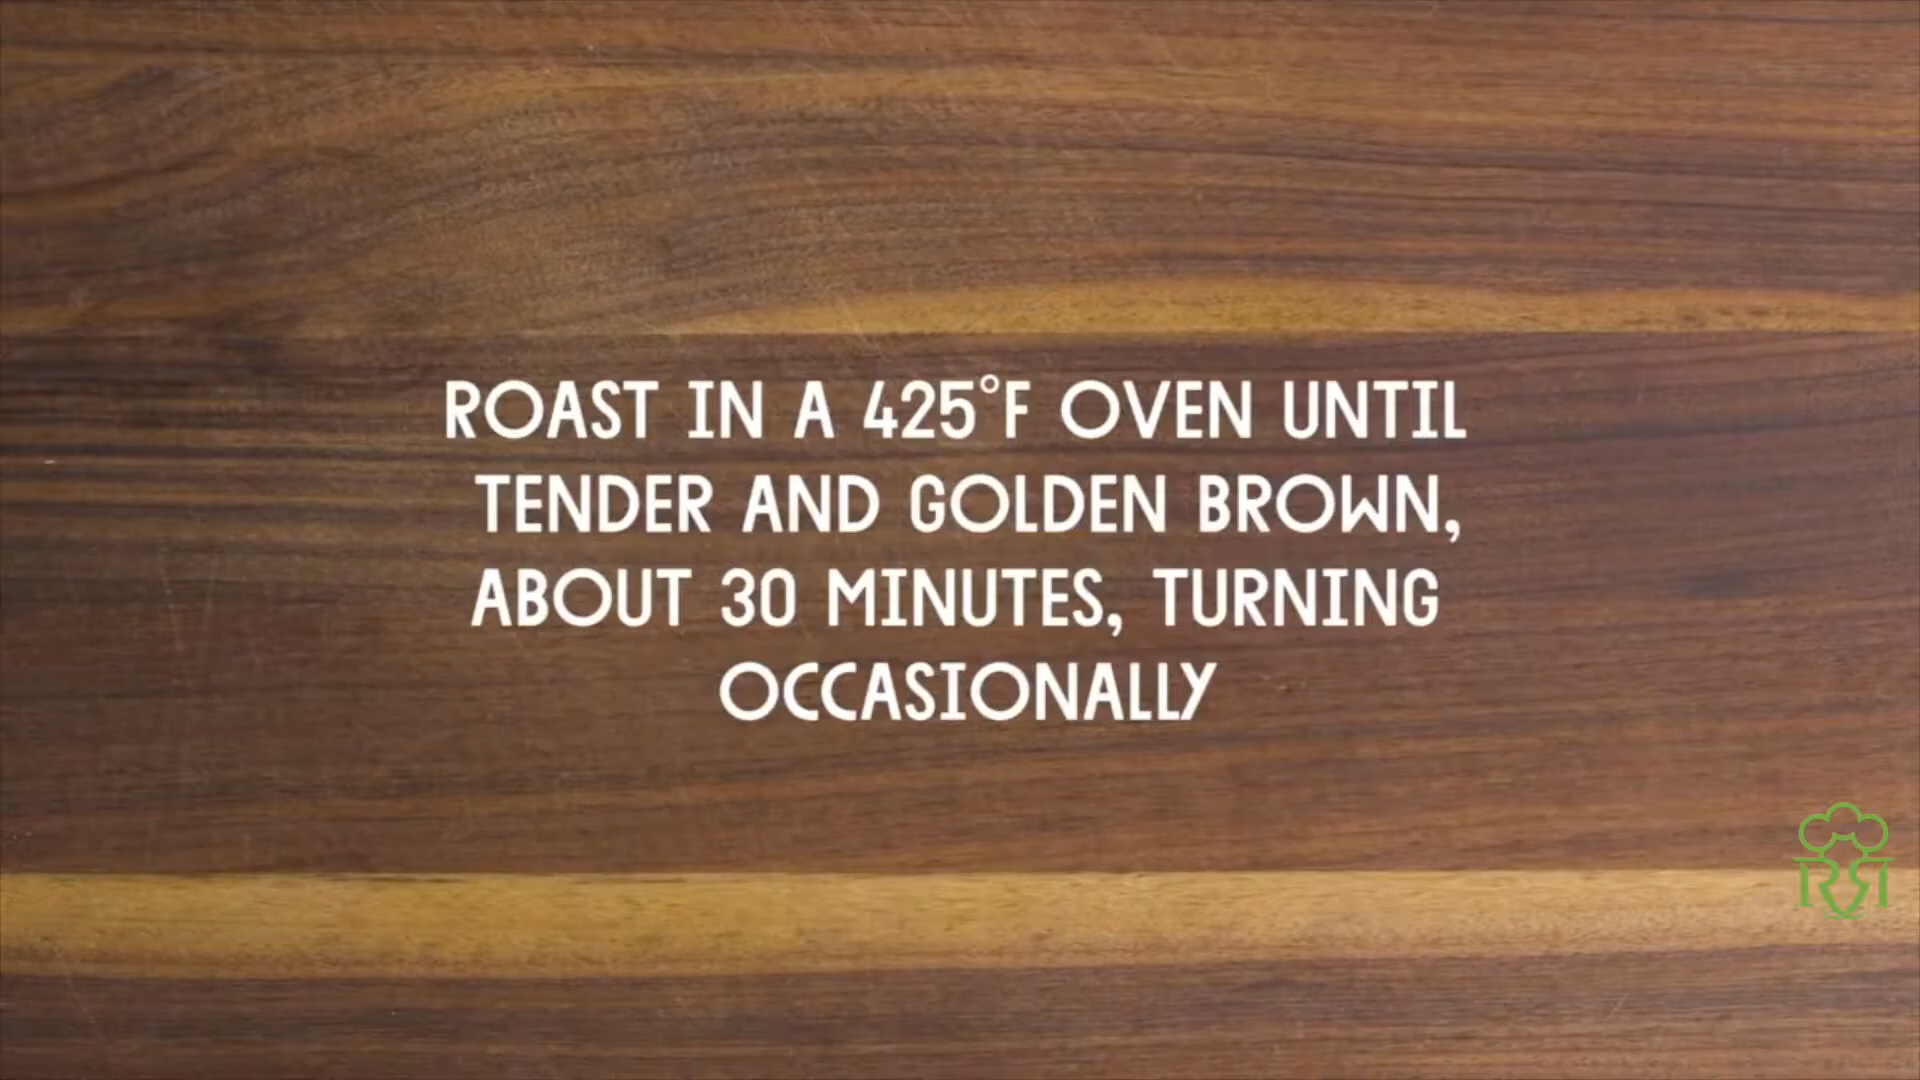 ROAST IN A 425°F OVEN UNTIL
TENDER AND GOLDEN BROWN,
ABOUT 30 MINUTES, TURNING
OCCASIONALLY